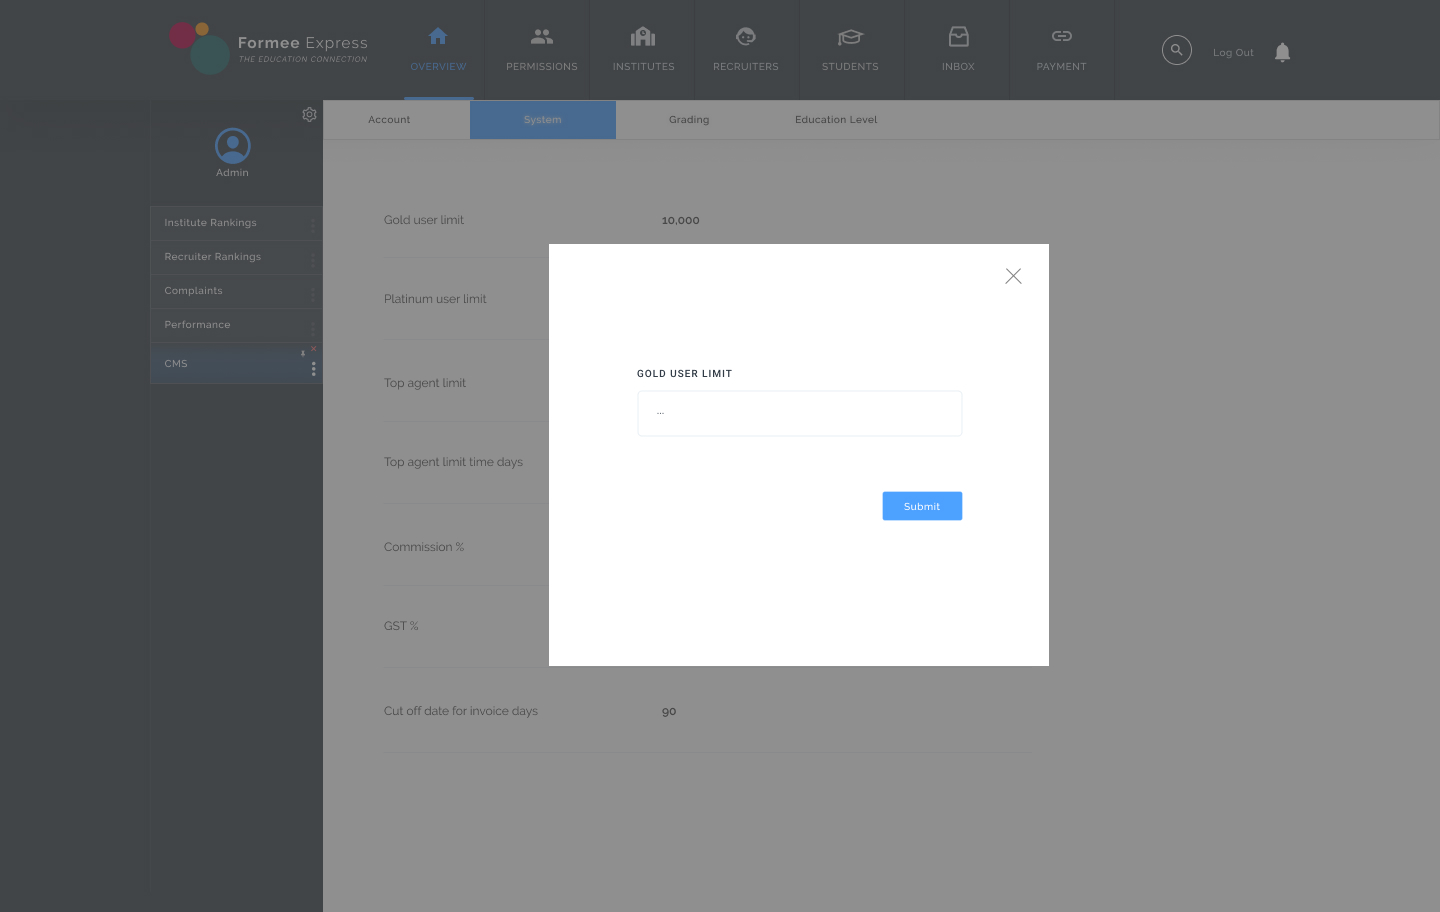 Formee Express
THE EDUCATION CONNECTION
OVERVIEW
PERMISSIONS
INSTITUTES
RECRUITERS
STUDENTS
INBOX
PAYMENT
Log Out
Account
System
Grading
Education Level
Admin
Institute Rankings
Recruiter Rankings
Complaints
Performance
CMS
Gold user limit
10,000
Platinum user limit
Top agent limit
Top agent limit time days
Commission %
GST %
Cut off date for invoice days
90
GOLD USER LIMIT
...
Submit